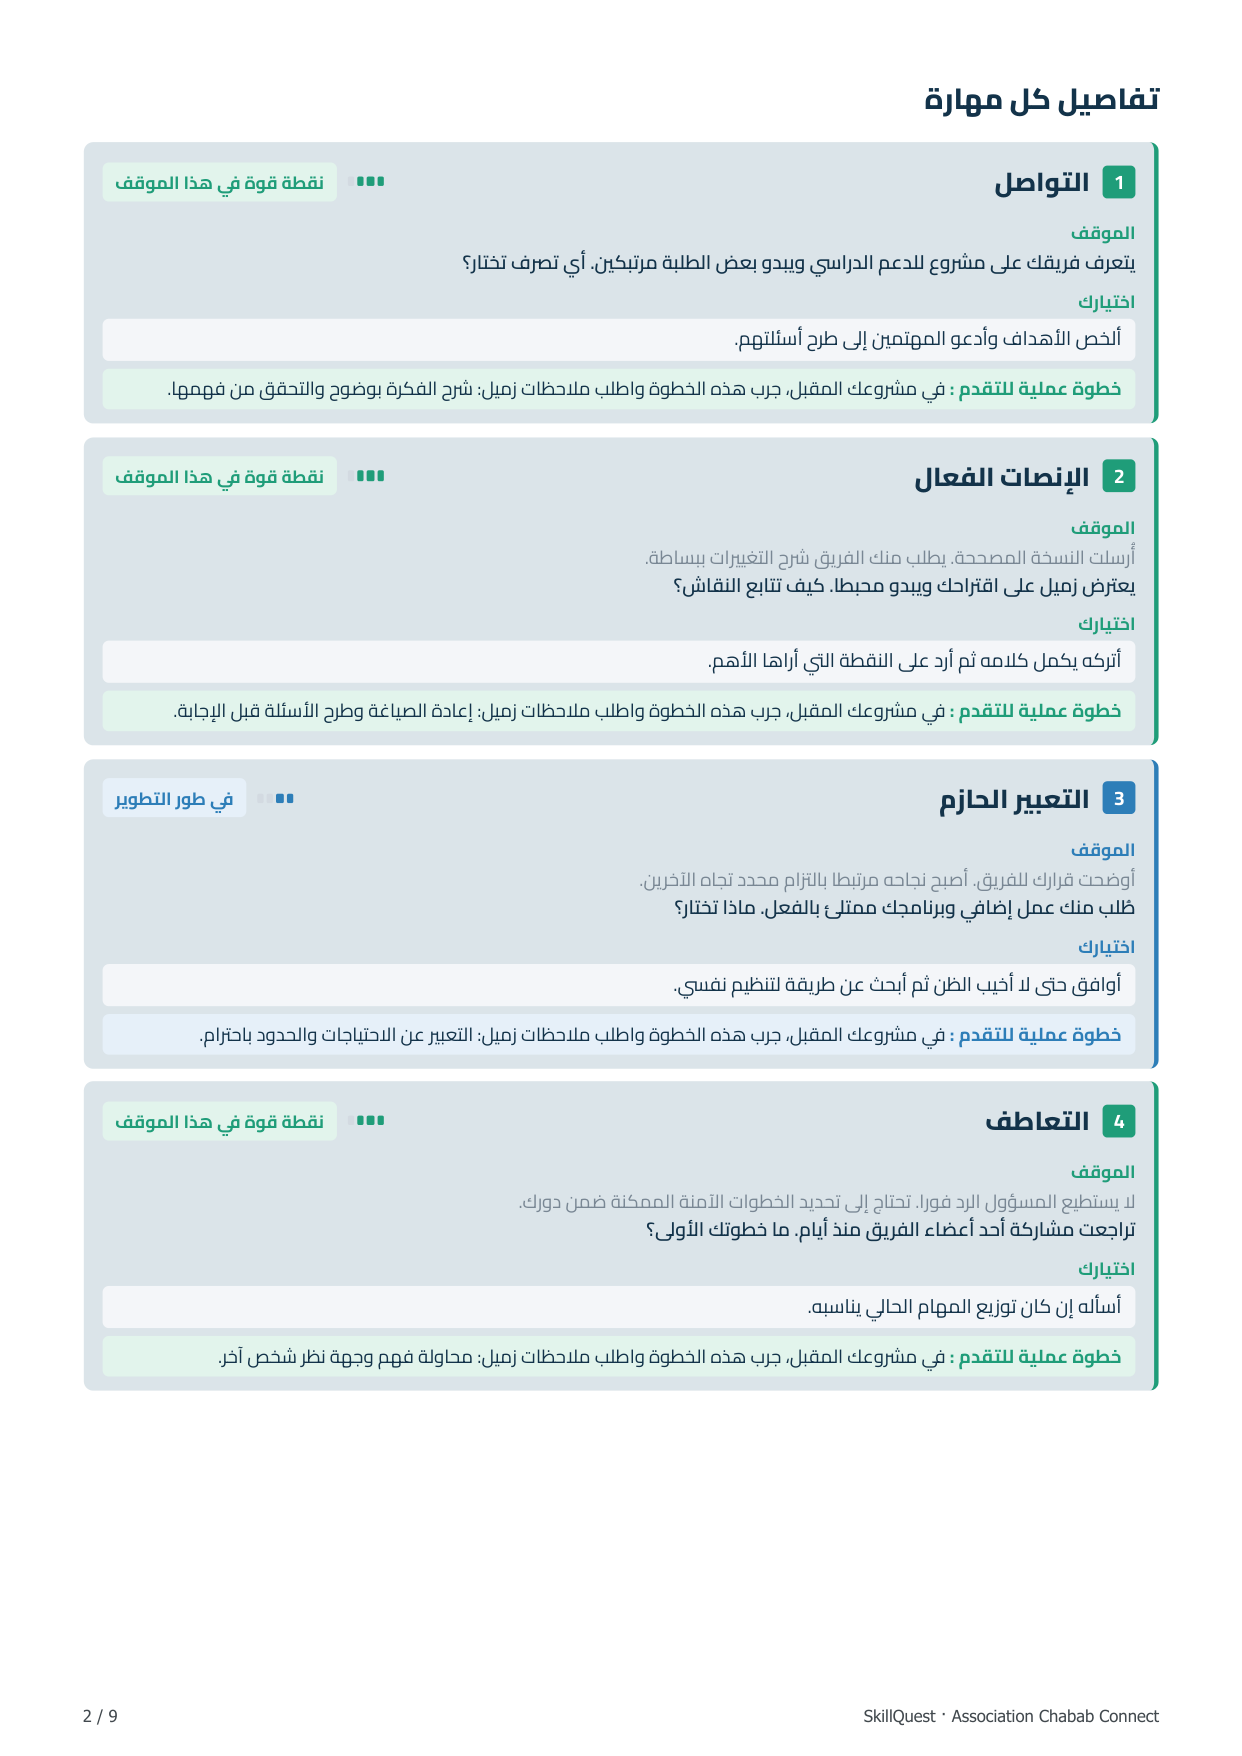 تفاصيل كل مهارة
1 التواصل
نقطة قوة في هذا الموقف
الموقف
يتعرف فريقك على مشروع للدعم الدراسي ويبدو بعض الطلبة مرتبكين. أي تصرف تختار؟
اختيارك
ألخص الأهداف وأدعو المهتمين إلى طرح أسئلتهم.
خطوة عملية للتقدم : في مشروعك المقبل، جرب هذه الخطوة واطلب ملاحظات زميل: شرح الفكرة بوضوح والتحقق من فهمها.
2 الإنصات الفعال
نقطة قوة في هذا الموقف
الموقف
أُرسلت النسخة المصححة. يطلب منك الفريق شرح التغييرات ببساطة.
يعترض زميل على اقتراحك ويبدو محبطا. كيف تتابع النقاش؟
اختيارك
أتركه يكمل كلامه ثم أرد على النقطة التي أراها الأهم.
خطوة عملية للتقدم : في مشروعك المقبل، جرب هذه الخطوة واطلب ملاحظات زميل: إعادة الصياغة وطرح الأسئلة قبل الإجابة.
3 التعبير الحازم
في طور التطوير
الموقف
أوضحت قرارك للفريق. أصبح نجاحه مرتبطا بالتزام محدد تجاه الآخرين.
طُلب منك عمل إضافي وبرنامجك ممتلئ بالفعل. ماذا تختار؟
اختيارك
أوافق حتى لا أخيب الظن ثم أبحث عن طريقة لتنظيم نفسي.
خطوة عملية للتقدم : في مشروعك المقبل، جرب هذه الخطوة واطلب ملاحظات زميل: التعبير عن الاحتياجات والحدود باحترام.
4 التعاطف
نقطة قوة في هذا الموقف
الموقف
لا يستطيع المسؤول الرد فورا. تحتاج إلى تحديد الخطوات الآمنة الممكنة ضمن دورك.
تراجعت مشاركة أحد أعضاء الفريق منذ أيام. ما خطوتك الأولى؟
اختيارك
أسأله إن كان توزيع المهام الحالي يناسبه.
خطوة عملية للتقدم : في مشروعك المقبل، جرب هذه الخطوة واطلب ملاحظات زميل: محاولة فهم وجهة نظر شخص آخر.
SkillQuest · Association Chabab Connect
2 / 9